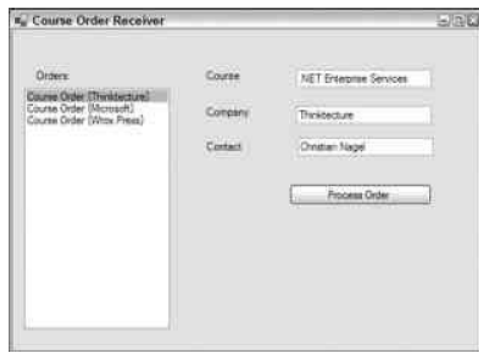 Course Order Receiver
Orders
Course Order [Thinktecture]
Course Order [Microsoft]
Course Order [Wrox Press]
Course
.NET Enterprise Services
Company
Thinktecture
Contact
Christian Nagel
Process Order